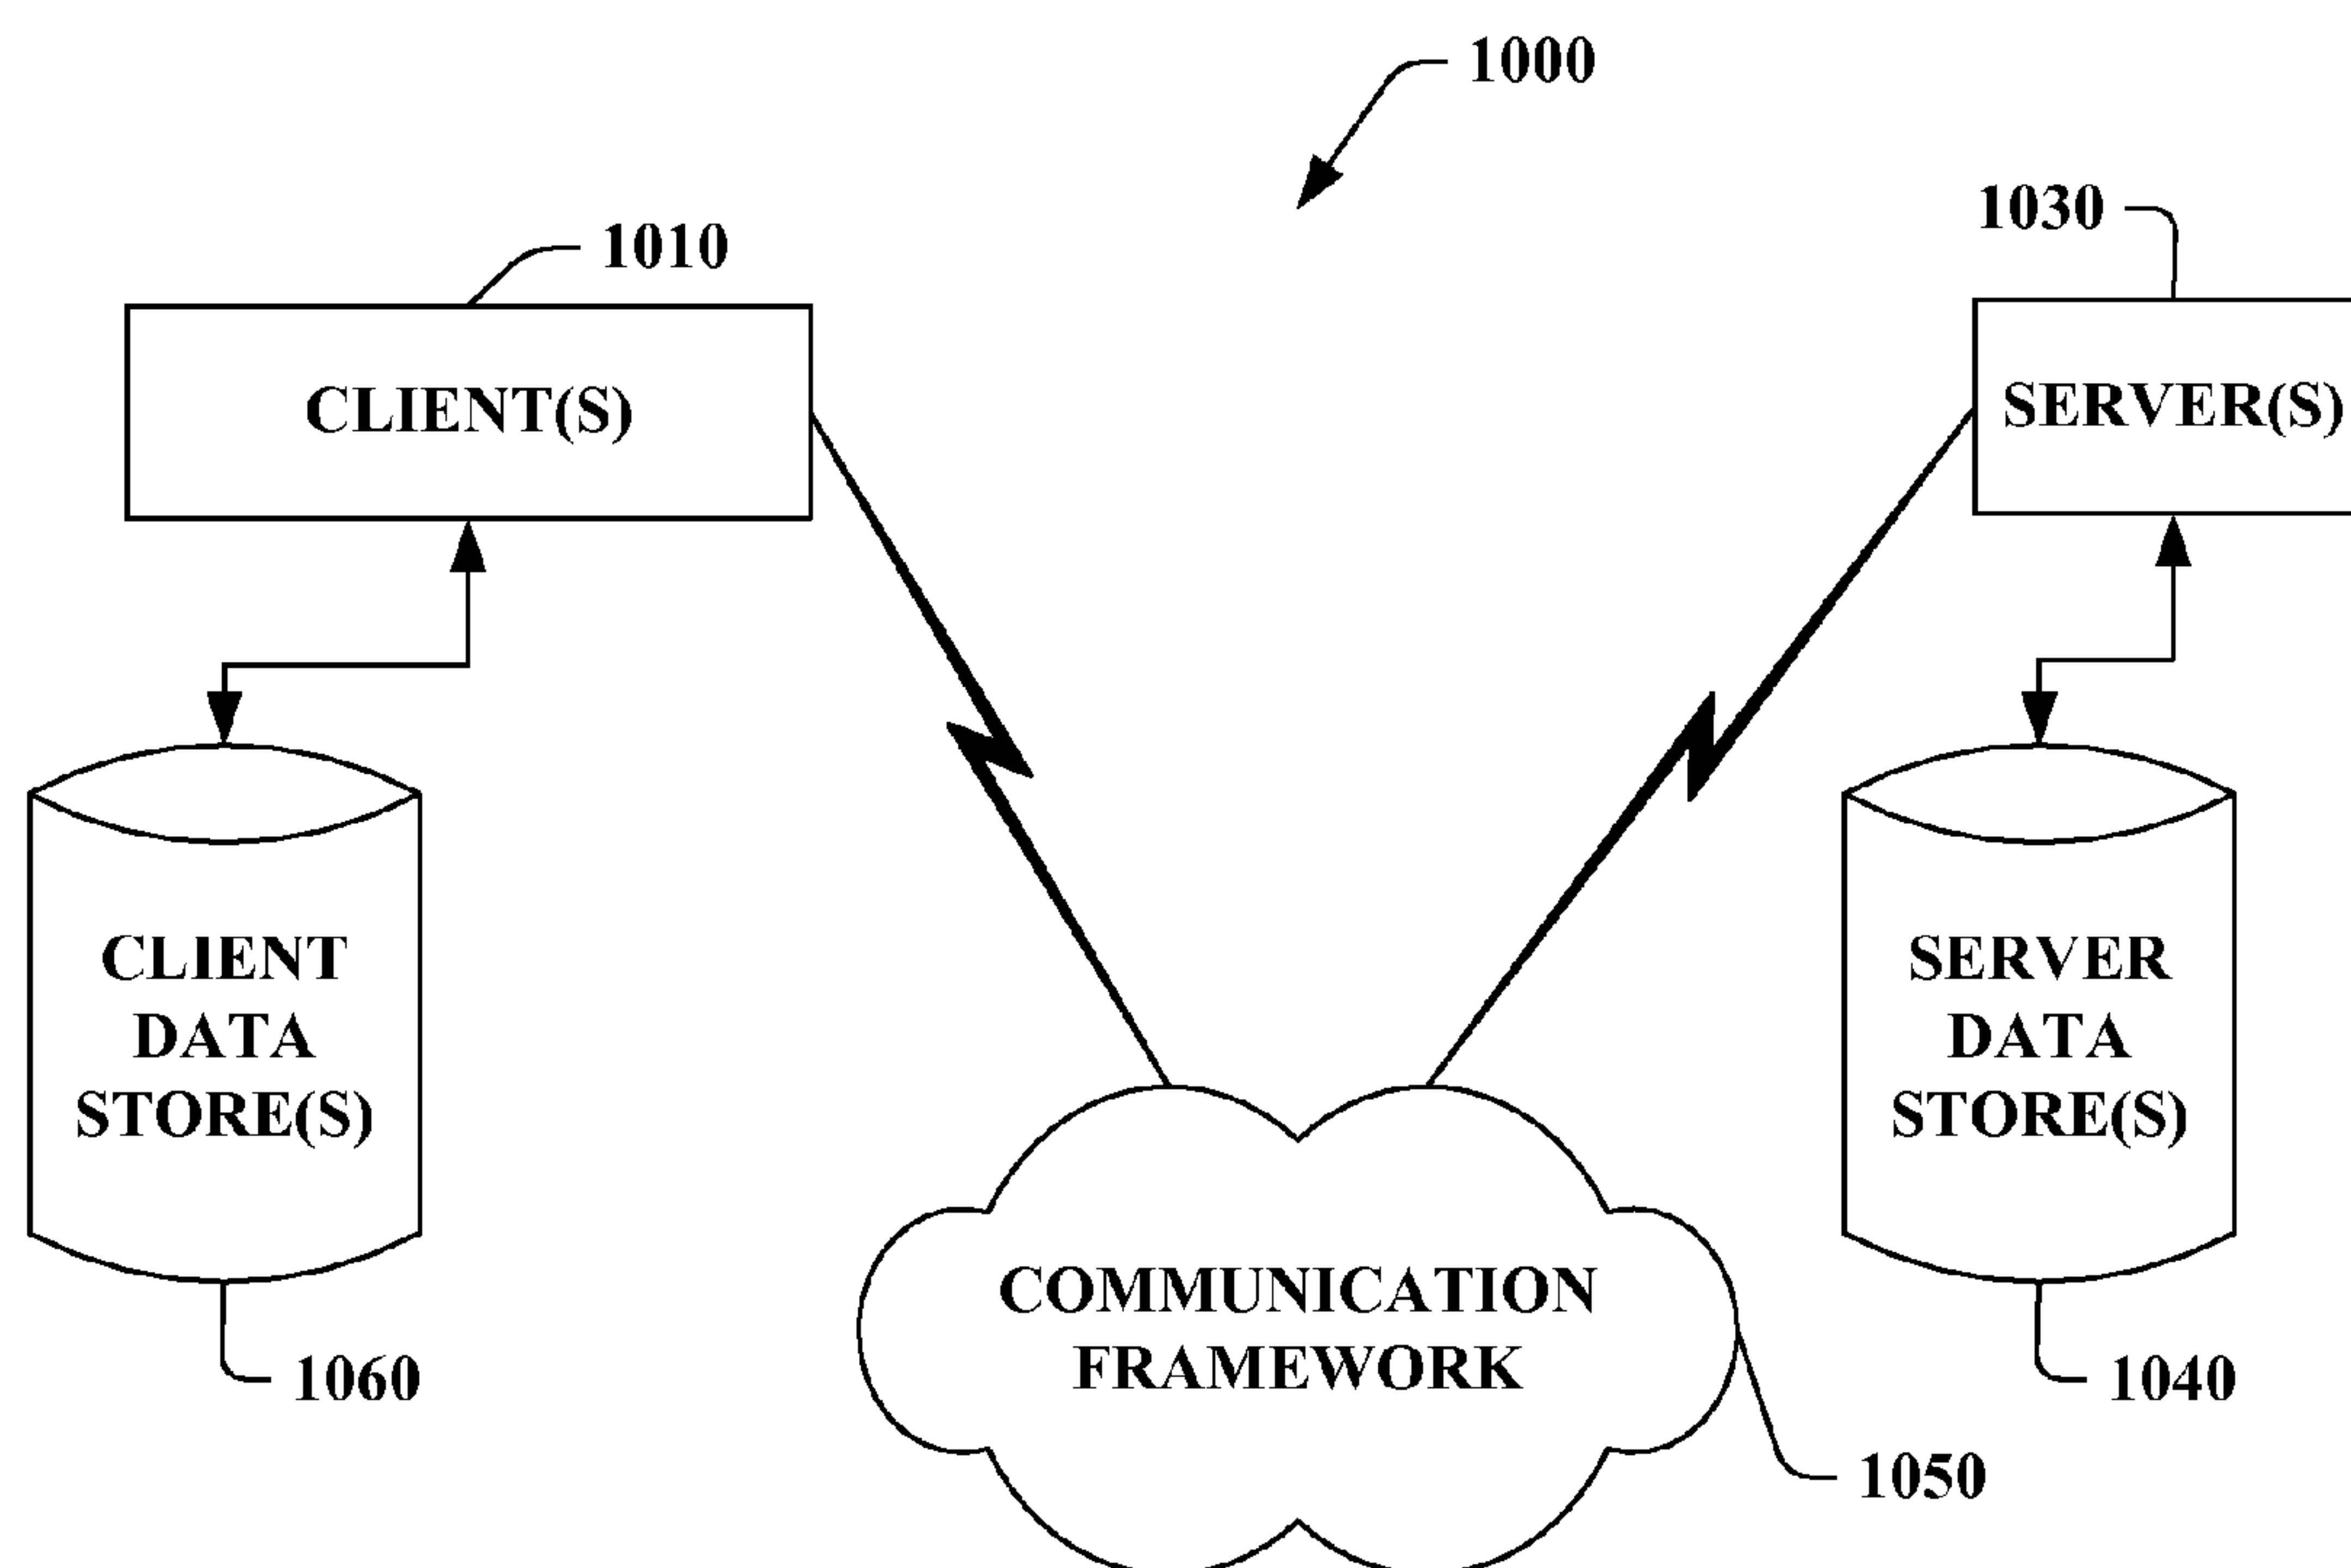 1000
1030
1010
CLIENT(S)
SERVER(S)
CLIENT
DATA
STORE(S)
SERVER
DATA
STORE(S)
COMMUNICATION
FRAMEWORK
1060
1040
1050